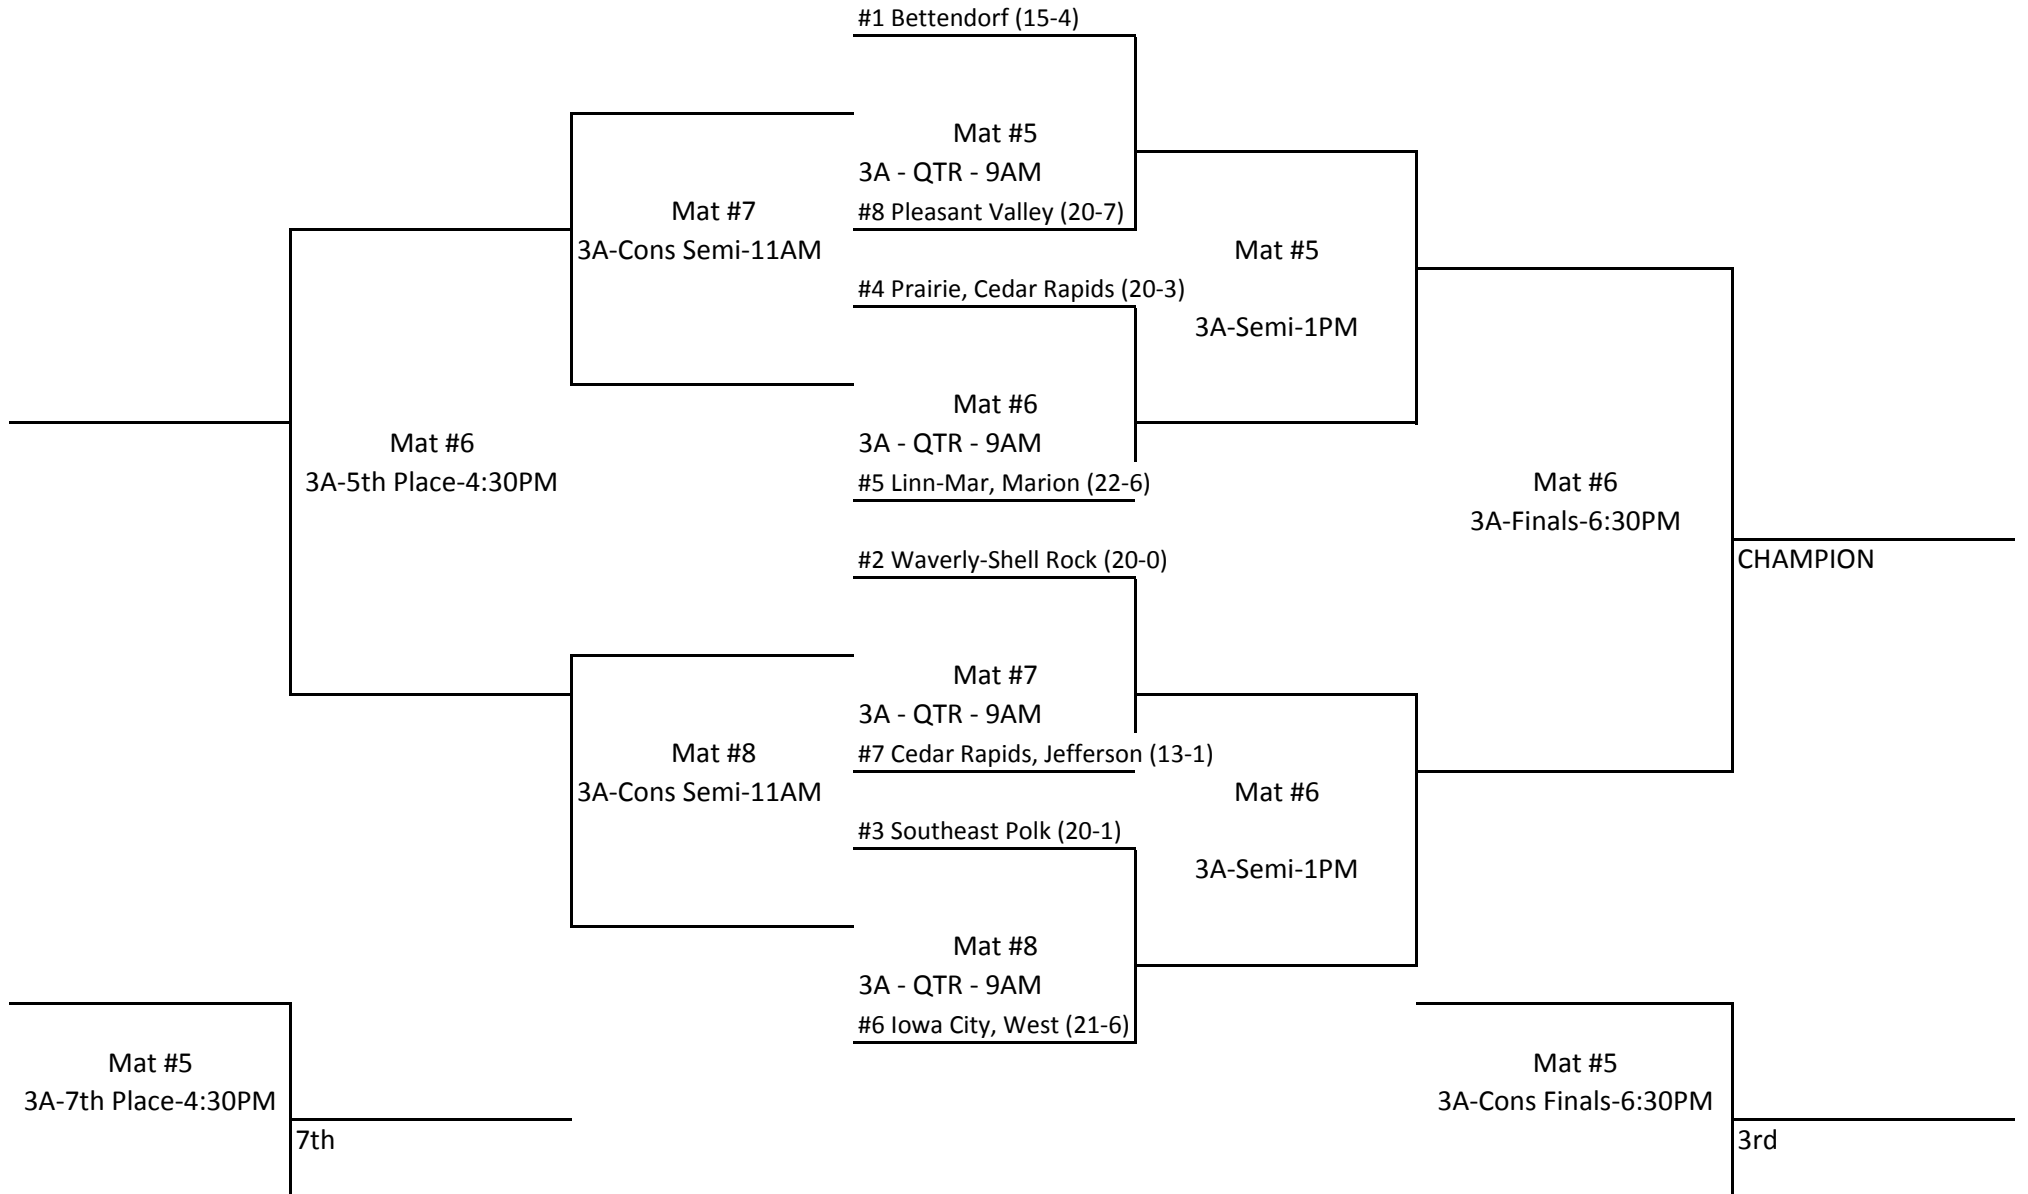 #1 Bettendorf (15-4)
Mat #5
3A - QTR - 9AM
#8 Pleasant Valley (20-7)
Mat #7
3A-Cons Semi-11AM
Mat #5
3A-Semi-1PM
#4 Prairie, Cedar Rapids (20-3)
Mat #6
3A - QTR - 9AM
#5 Linn-Mar, Marion (22-6)
Mat #6
3A-5th Place-4:30PM
Mat #6
3A-Finals-6:30PM
CHAMPION
#2 Waverly-Shell Rock (20-0)
Mat #7
3A - QTR - 9AM
#7 Cedar Rapids, Jefferson (13-1)
Mat #8
3A-Cons Semi-11AM
Mat #6
3A-Semi-1PM
#3 Southeast Polk (20-1)
Mat #8
3A - QTR - 9AM
#6 Iowa City, West (21-6)
Mat #5
3A-7th Place-4:30PM
7th
Mat #5
3A-Cons Finals-6:30PM
3rd